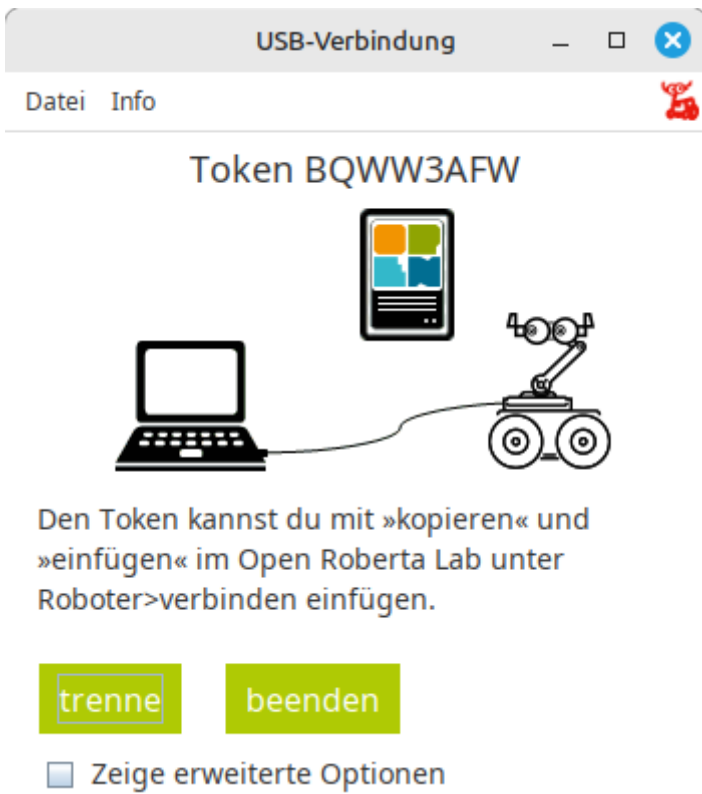 USB-Verbindung
Datei Info
Token BQWW3AFW
Den Token kannst du mit »kopieren« und
»einfügen« im Open Roberta Lab unter
Roboter>verbinden einfügen.
trenne beenden
Zeige erweiterte Optionen